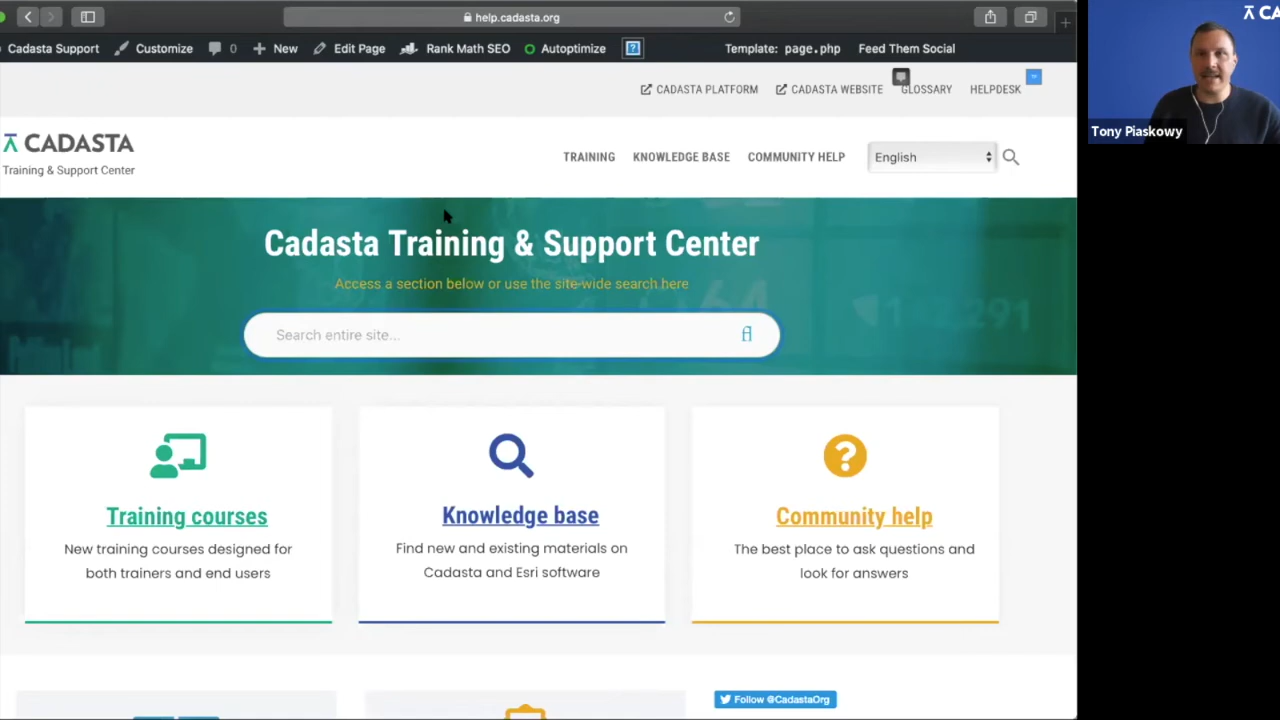 help.cadasta.org
Cadasta Support Customize 0 New Edit Page Rank Math SEO Autoptimize Template: page.php Feed Them Social
CADASTA PLATFORM CADASTA WEBSITE GLOSSARY HELPDESK
CADASTA
Training & Support Center
TRAINING KNOWLEDGE BASE COMMUNITY HELP English
Cadasta Training & Support Center
Access a section below or use the site-wide search here
Search entire site...
Training courses
New training courses designed for
both trainers and end users
Knowledge base
Find new and existing materials on
Cadasta and Esri software
Community help
The best place to ask questions and
look for answers
Follow @CadastaOrg
CA
Tony Piaskowy